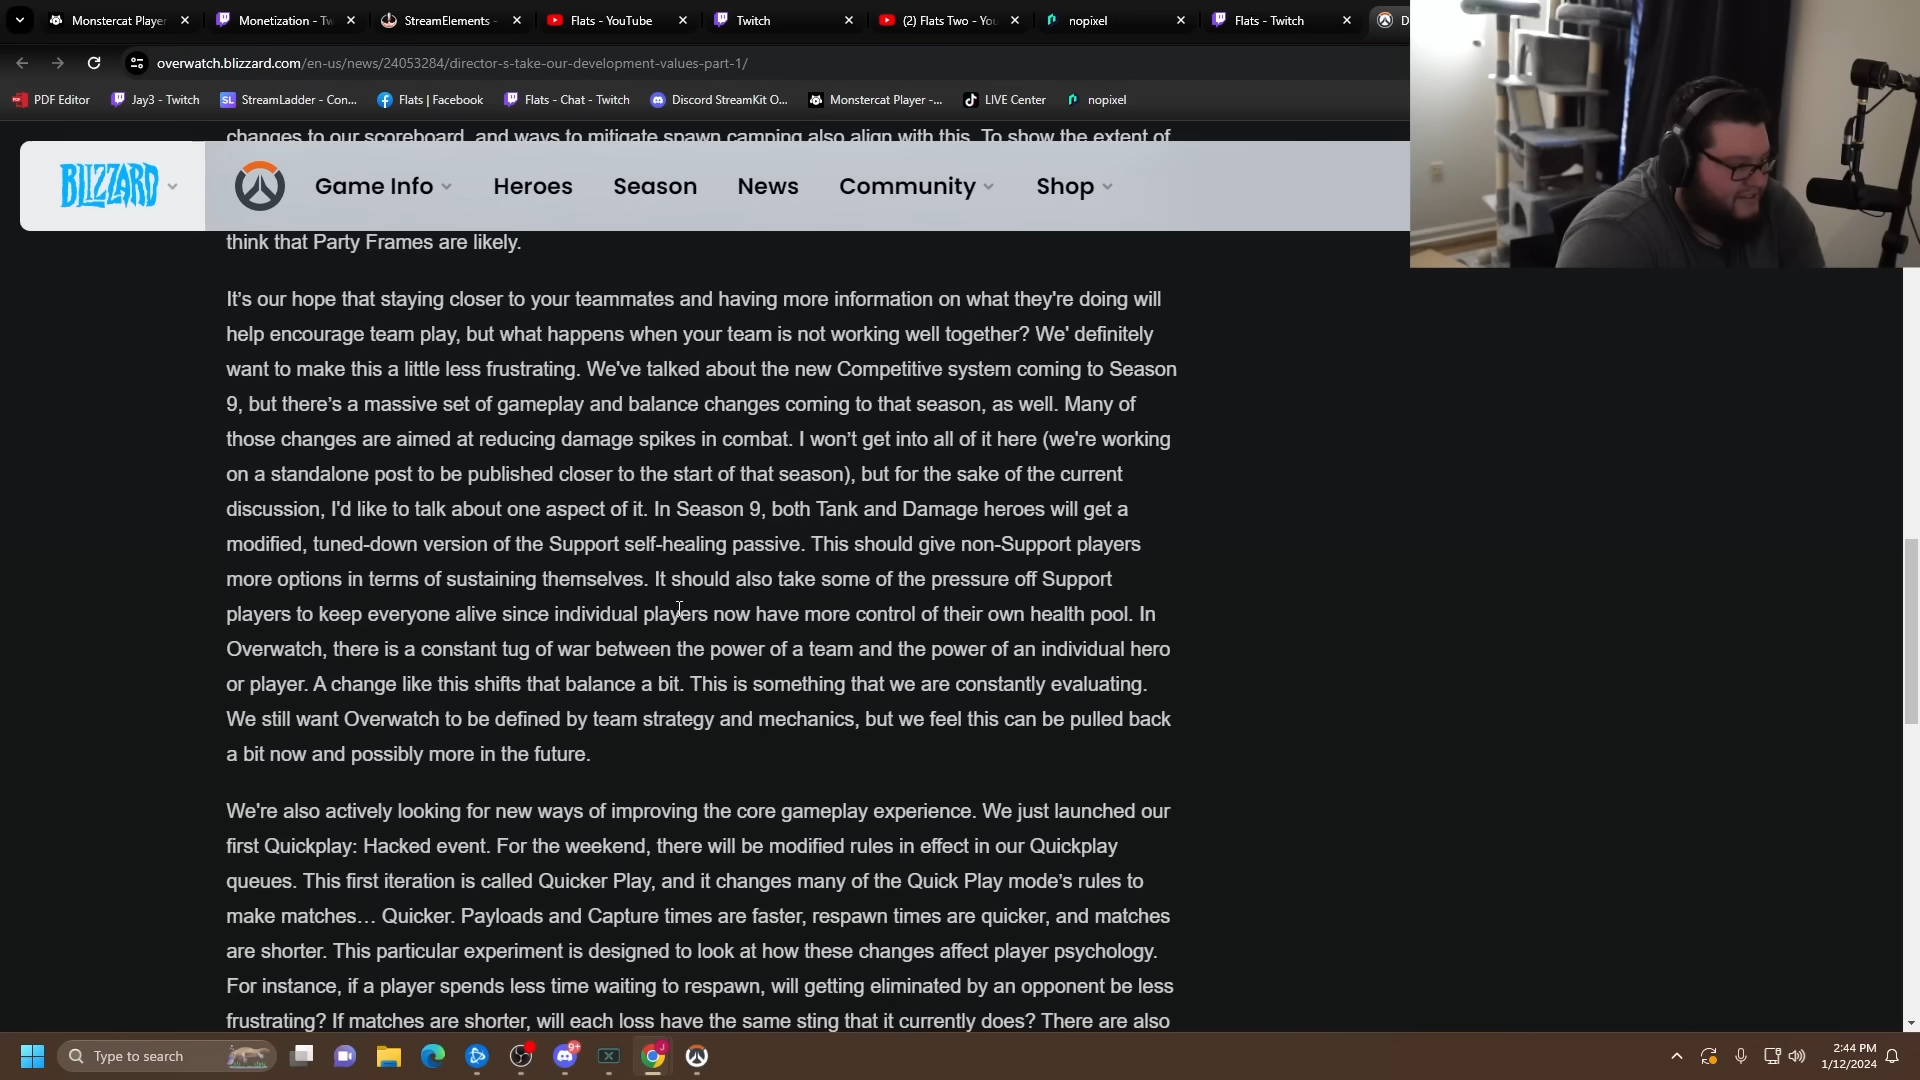 Monstercat Player
Monetization - Tw
StreamElements -
Flats - YouTube
Twitch
(2) Flats Two - You
nopixel
Flats - Twitch
D
overwatch.blizzard.com/en-us/news/24053284/director-s-take-our-development-values-part-1/
PDF Editor
Jay3 - Twitch
SL
StreamLadder - Con...
Flats | Facebook
Flats - Chat - Twitch
Discord StreamKit O...
Monstercat Player -...
LIVE Center
nopixel
changes to our scoreboard, and ways to mitigate spawn camping also align with this. To show the extent of
BLIZZARD
Game Info
Heroes
Season
News
Community
Shop
think that Party Frames are likely.
It’s our hope that staying closer to your teammates and having more information on what they're doing will
help encourage team play, but what happens when your team is not working well together? We' definitely
want to make this a little less frustrating. We've talked about the new Competitive system coming to Season
9, but there’s a massive set of gameplay and balance changes coming to that season, as well. Many of
those changes are aimed at reducing damage spikes in combat. I won’t get into all of it here (we're working
on a standalone post to be published closer to the start of that season), but for the sake of the current
discussion, I'd like to talk about one aspect of it. In Season 9, both Tank and Damage heroes will get a
modified, tuned-down version of the Support self-healing passive. This should give non-Support players
more options in terms of sustaining themselves. It should also take some of the pressure off Support
players to keep everyone alive since individual players now have more control of their own health pool. In
Overwatch, there is a constant tug of war between the power of a team and the power of an individual hero
or player. A change like this shifts that balance a bit. This is something that we are constantly evaluating.
We still want Overwatch to be defined by team strategy and mechanics, but we feel this can be pulled back
a bit now and possibly more in the future.
We're also actively looking for new ways of improving the core gameplay experience. We just launched our
first Quickplay: Hacked event. For the weekend, there will be modified rules in effect in our Quickplay
queues. This first iteration is called Quicker Play, and it changes many of the Quick Play mode’s rules to
make matches… Quicker. Payloads and Capture times are faster, respawn times are quicker, and matches
are shorter. This particular experiment is designed to look at how these changes affect player psychology.
For instance, if a player spends less time waiting to respawn, will getting eliminated by an opponent be less
frustrating? If matches are shorter, will each loss have the same sting that it currently does? There are also
Type to search
9+
J
2:44 PM
1/12/2024